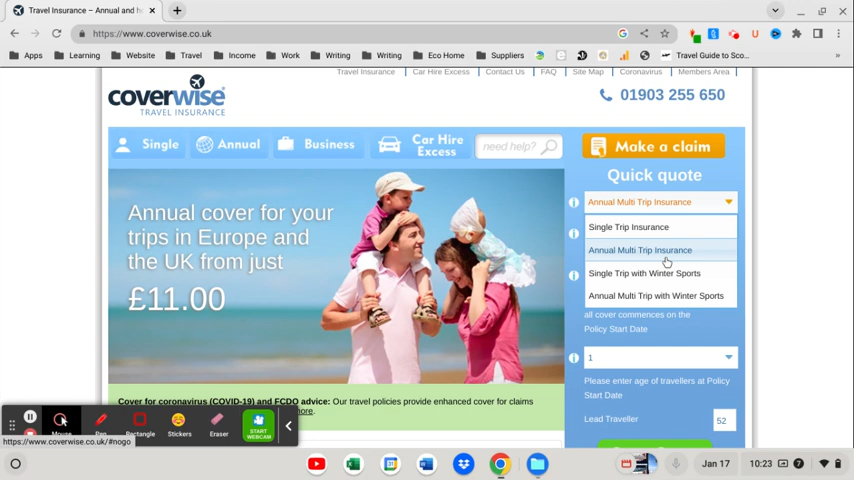 Travel Insurance – Annual and h
https://www.coverwise.co.uk
Apps
Learning
Website
Travel
Income
Work
Writing
Writing
Eco Home
Suppliers
Travel Guide to Sco...
»
Travel Insurance
Car Hire Excess
Contact Us
FAQ
Site Map
Coronavirus
Members Area
coverwise
TRAVEL INSURANCE
01903 255 650
Single
Annual
Business
Car Hire
Excess
need help?
Make a claim
Quick quote
Annual cover for your
trips in Europe and
the UK from just
£11.00
Annual Multi Trip Insurance
Single Trip Insurance
Annual Multi Trip Insurance
Single Trip with Winter Sports
Annual Multi Trip with Winter Sports
all cover commences on the
Policy Start Date
1
Please enter age of travellers at Policy
Start Date
Lead Traveller
52
Cover for coronavirus (COVID-19) and FCDO advice: Our travel policies provide enhanced cover for claims
Mouse
Pen
Rectangle
Stickers
Eraser
START
WEBCAM
https://www.coverwise.co.uk/#nogo
Jan 17
7
10:23